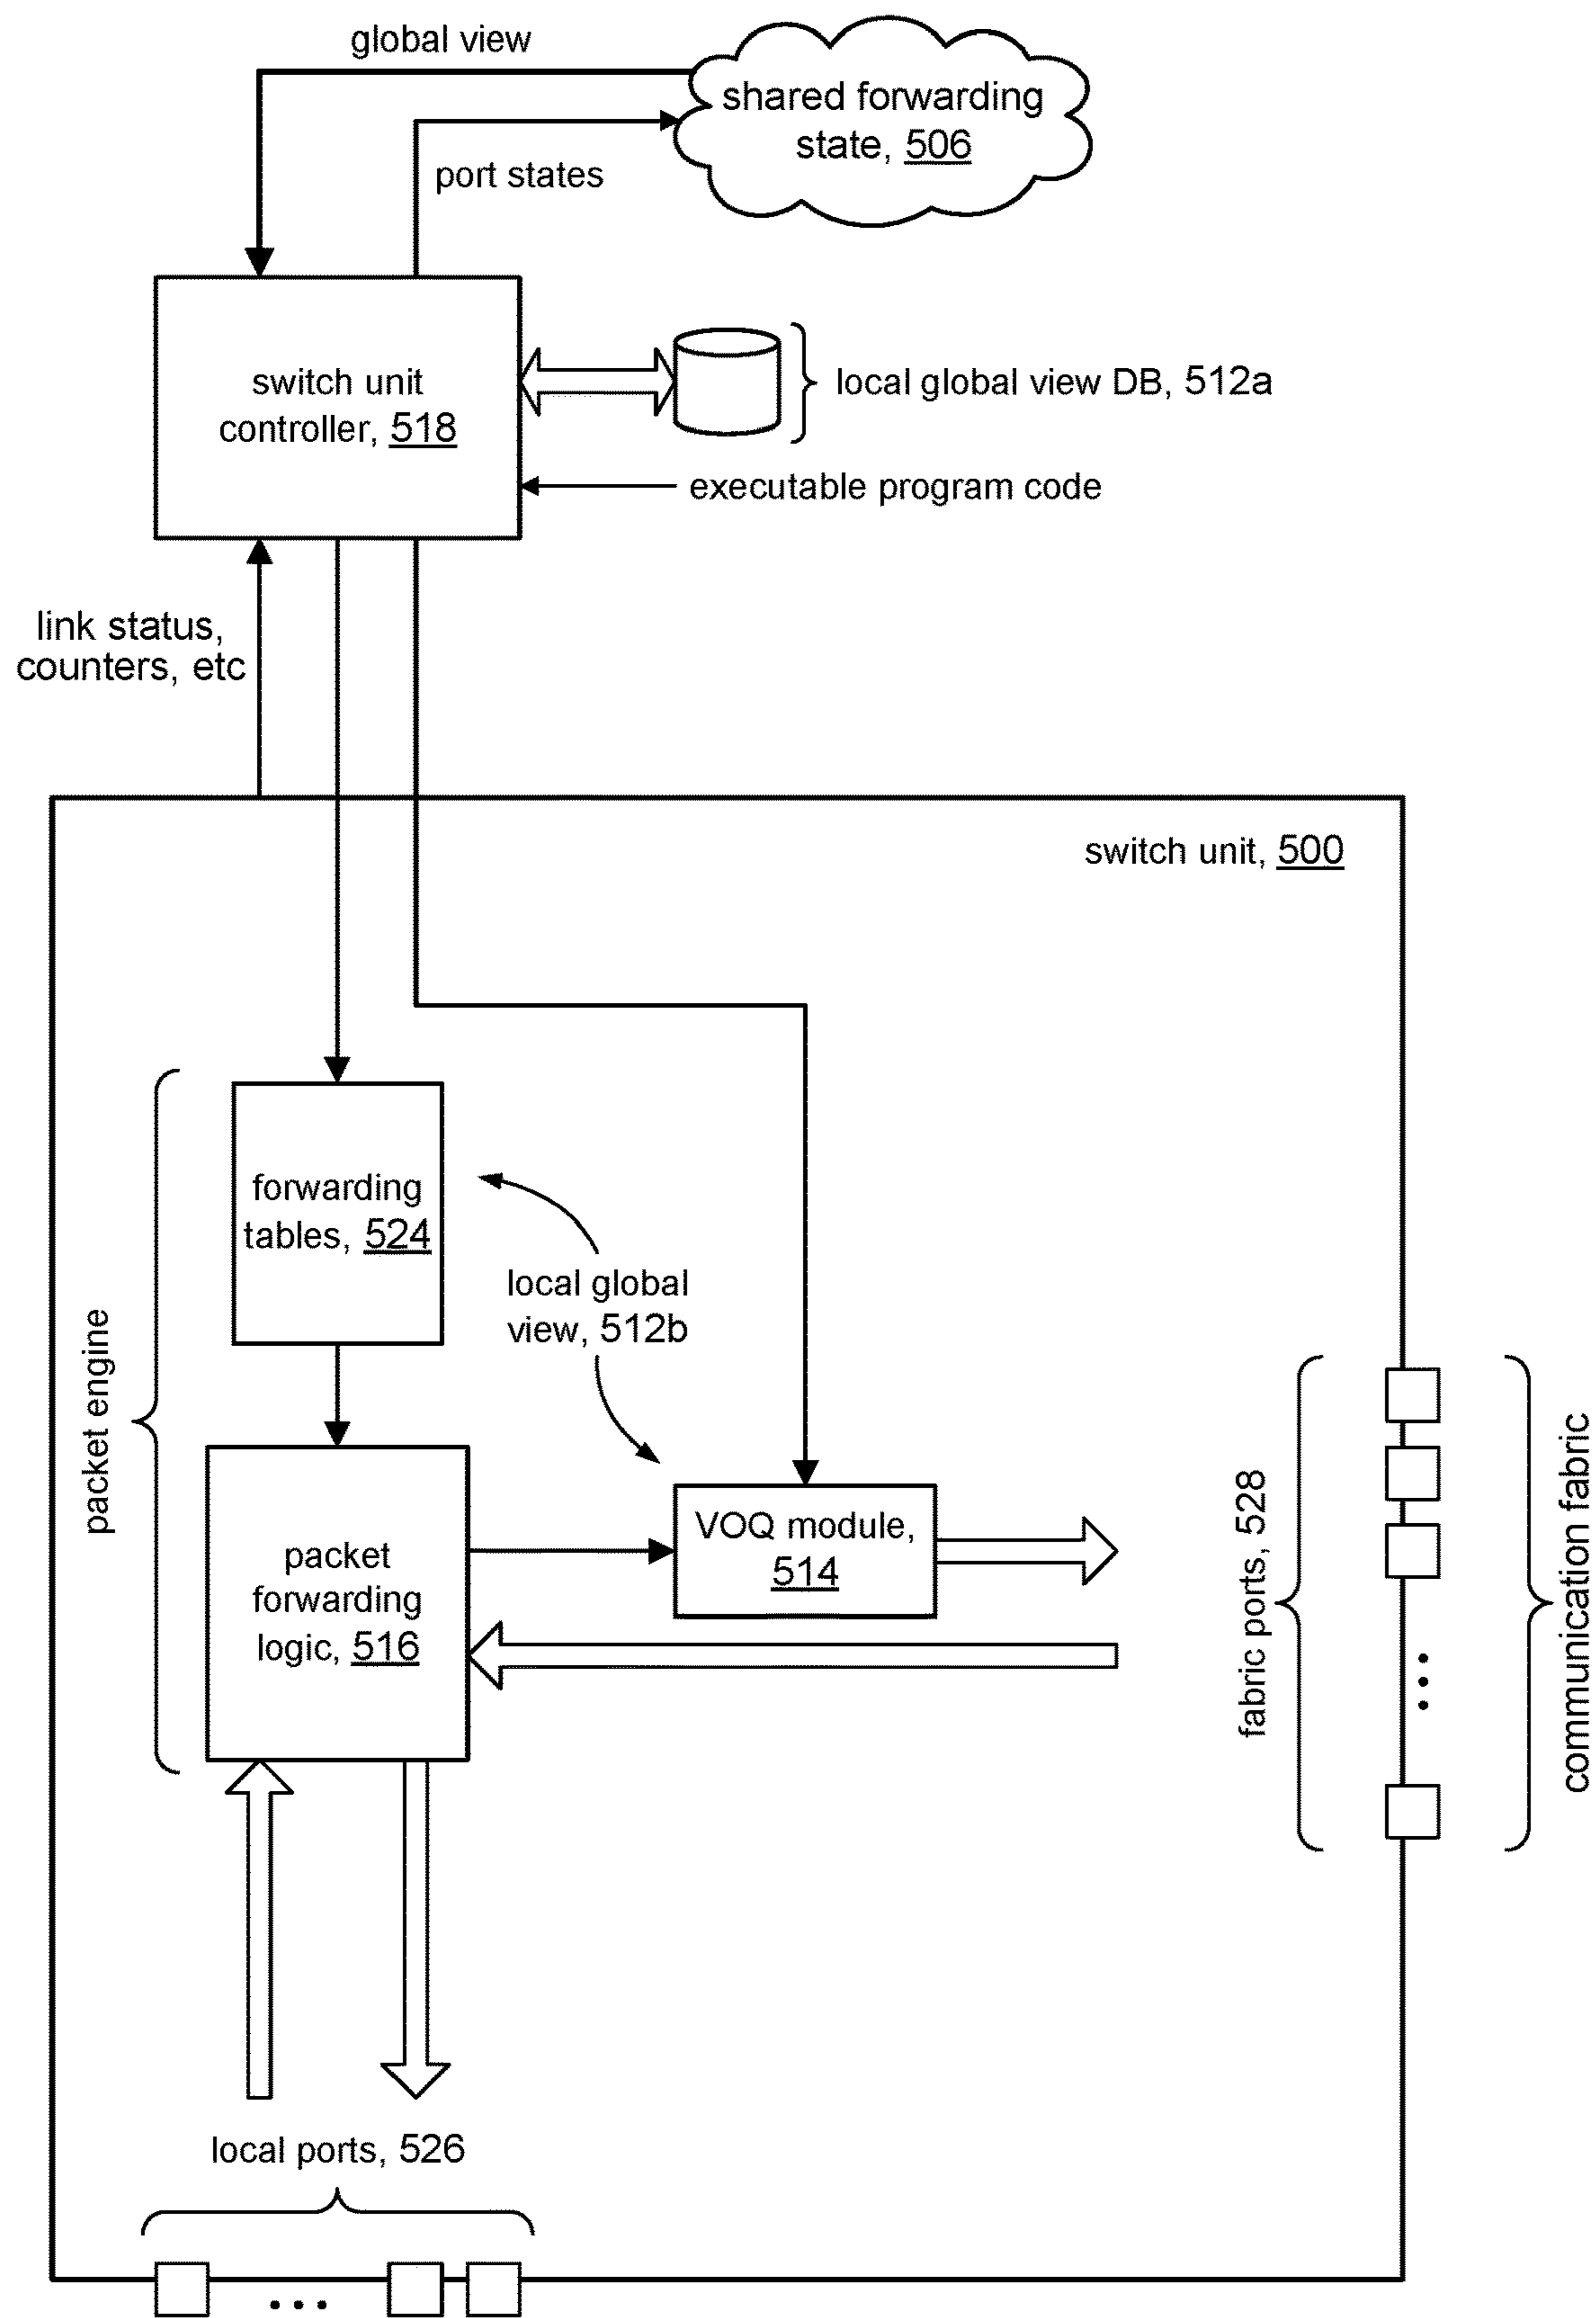 global view
shared forwarding
state, 506
port states
switch unit
controller, 518
local global view DB, 512a
executable program code
link status,
counters, etc
switch unit, 500
forwarding
tables, 524
local global
view, 512b
packet engine
packet
forwarding
logic, 516
VOQ module,
514
fabric ports, 528
communication fabric
local ports, 526